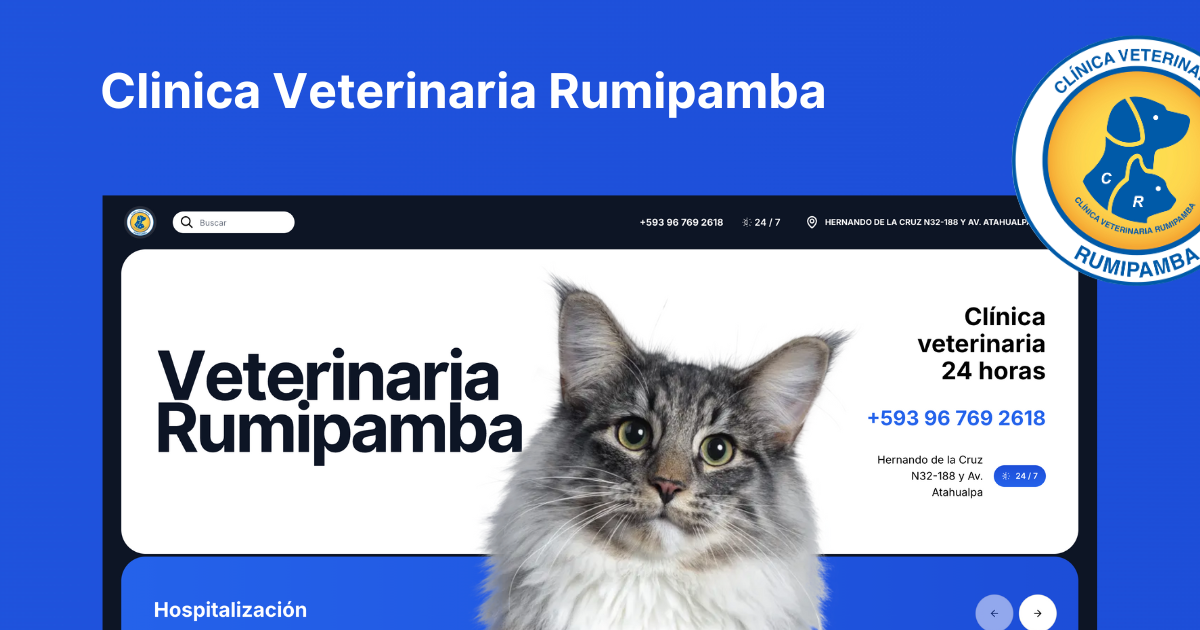 Clinica Veterinaria Rumipamba
CLÍNICA VETERINA
C
R
CLÍNICA VETERINARIA RUMIPAMBA
RUMIPAMBA
Buscar
+593 96 769 2618
24 / 7
HERNANDO DE LA CRUZ N32-188 Y AV. ATAHUALPA
Veterinaria
Rumipamba
Clínica
veterinaria
24 horas
+593 96 769 2618
Hernando de la Cruz
N32-188 y Av.
Atahualpa
24 / 7
Hospitalización